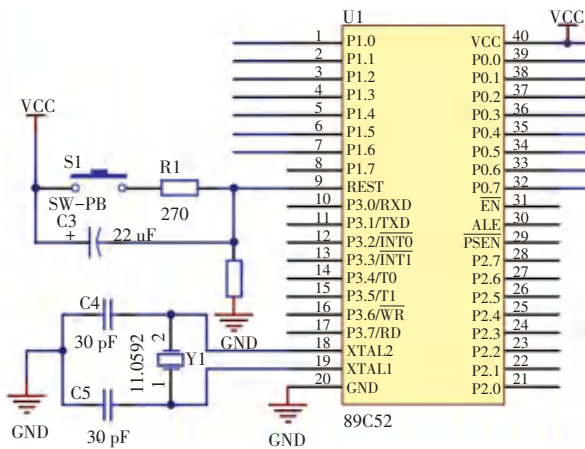 U1
VCC
1 P1.0 VCC 40
2 P1.1 P0.0 39
3 P1.2 P0.1 38
4 P1.3 P0.2 37
5 P1.4 P0.3 36
6 P1.5 P0.4 35
7 P1.6 P0.5 34
8 P1.7 P0.6 33
9 REST P0.7 32
10 P3.0/RXD EN 31
11 P3.1/TXD ALE 30
12 P3.2/INT0 PSEN 29
13 P3.3/INT1 P2.7 28
14 P3.4/T0 P2.6 27
15 P3.5/T1 P2.5 26
16 P3.6/WR P2.4 25
17 P3.7/RD P2.3 24
18 XTAL2 P2.2 23
19 XTAL1 P2.1 22
20 GND P2.0 21
89C52
VCC
S1
R1
SW-PB
270
C3
+
22 uF
GND
C4
30 pF
11.0592
2
1
Y1
C5
30 pF
GND
GND